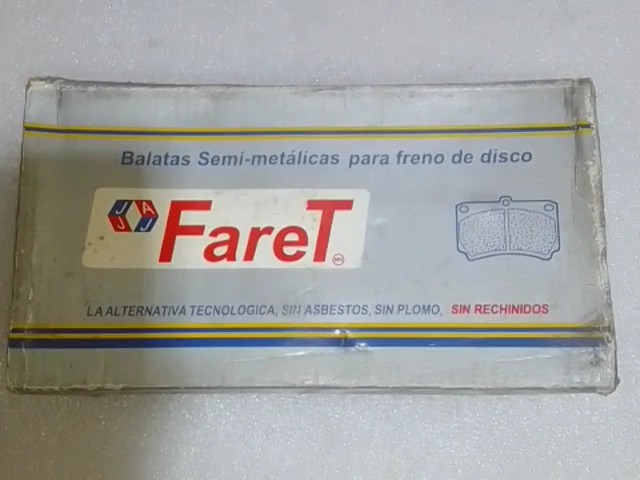 Balatas Semi-metálicas para freno de disco
J A
J J
FareT
LA ALTERNATIVA TECNOLOGICA, SIN ASBESTOS, SIN PLOMO, SIN RECHINIDOS